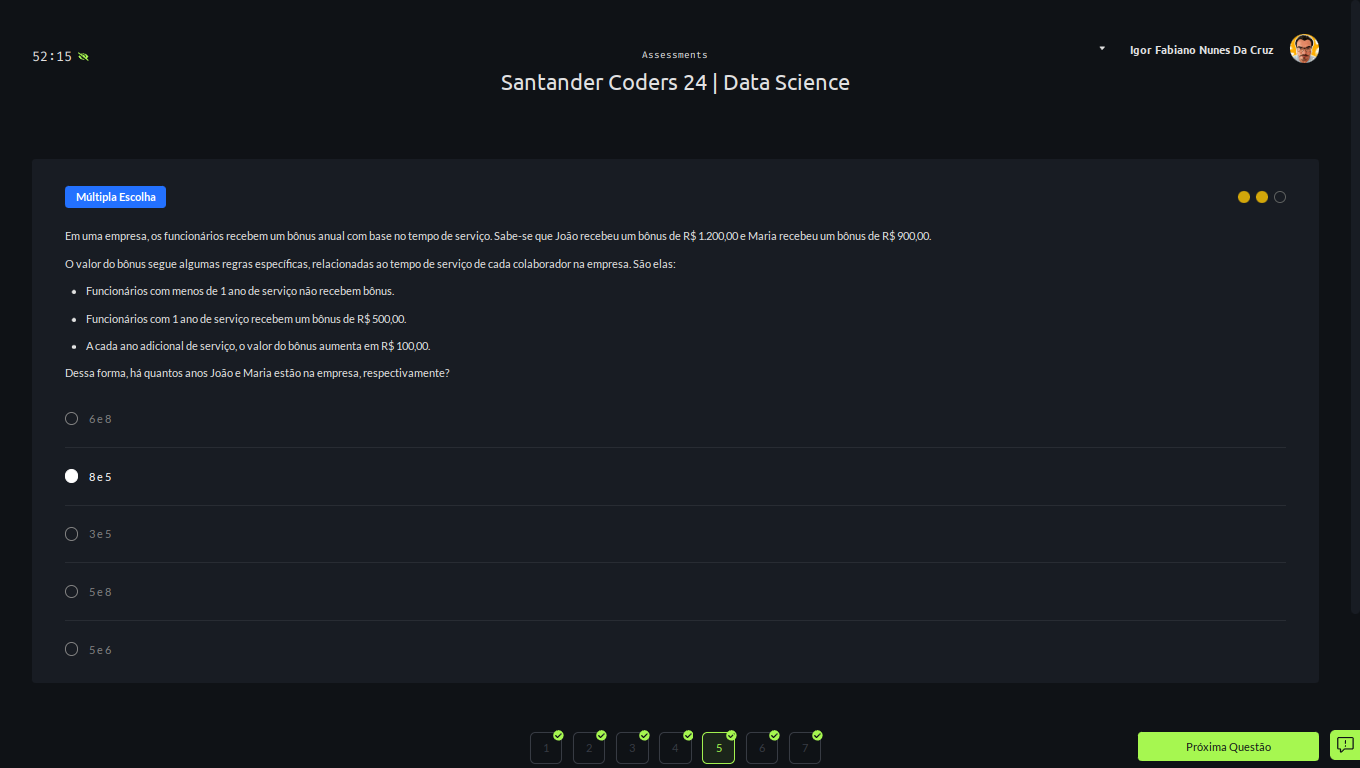 52:15
Assessments
Igor Fabiano Nunes Da Cruz
Santander Coders 24 | Data Science
Múltipla Escolha
Em uma empresa, os funcionários recebem um bônus anual com base no tempo de serviço. Sabe-se que João recebeu um bônus de R$ 1.200,00 e Maria recebeu um bônus de R$ 900,00.
O valor do bônus segue algumas regras específicas, relacionadas ao tempo de serviço de cada colaborador na empresa. São elas:
Funcionários com menos de 1 ano de serviço não recebem bônus.
Funcionários com 1 ano de serviço recebem um bônus de R$ 500,00.
A cada ano adicional de serviço, o valor do bônus aumenta em R$ 100,00.
Dessa forma, há quantos anos João e Maria estão na empresa, respectivamente?
6 e 8
8 e 5
3 e 5
5 e 8
5 e 6
1 2 3 4 5 6 7
Próxima Questão